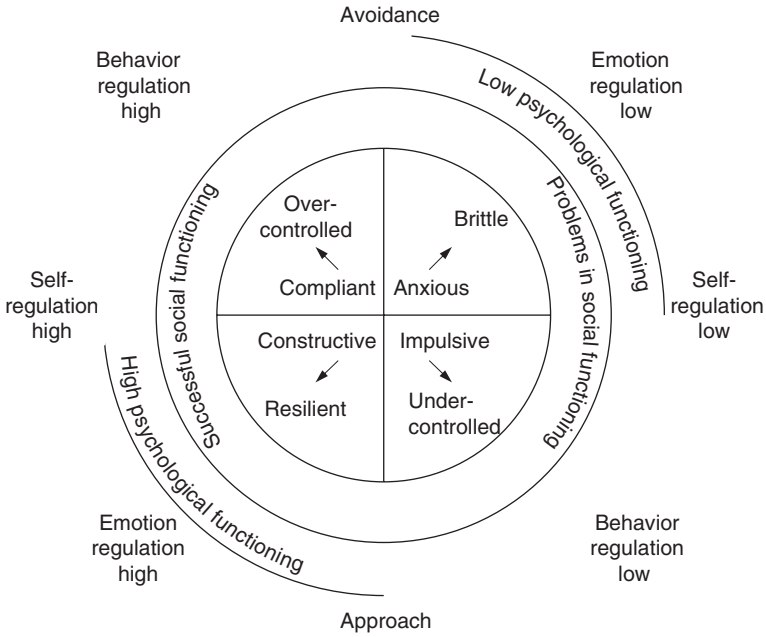 Avoidance
Behavior
regulation
high
Emotion
regulation
low
Low psychological functioning
Successful social functioning
Problems in social functioning
Over-
controlled
Brittle
Compliant
Anxious
Self-
regulation
high
Self-
regulation
low
Constructive
Impulsive
Resilient
Under-
controlled
High psychological functioning
Emotion
regulation
high
Behavior
regulation
low
Approach